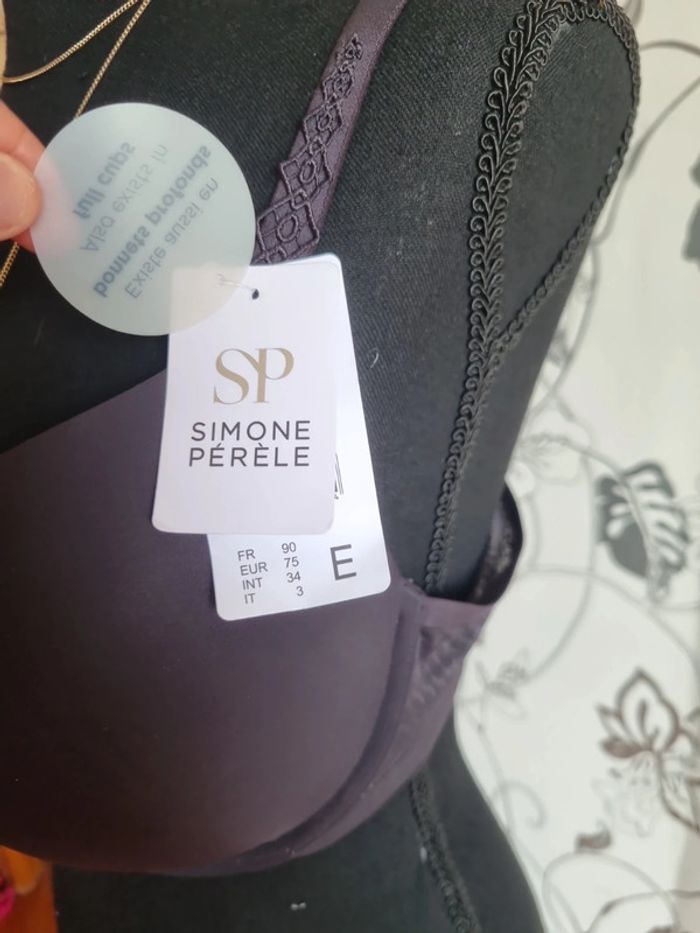 Existe aussi en
bonnets profonds
Also exists in
full cups
SP
SIMONE
PÉRÈLE
FR 90
EUR 75
INT 34
IT 3
E